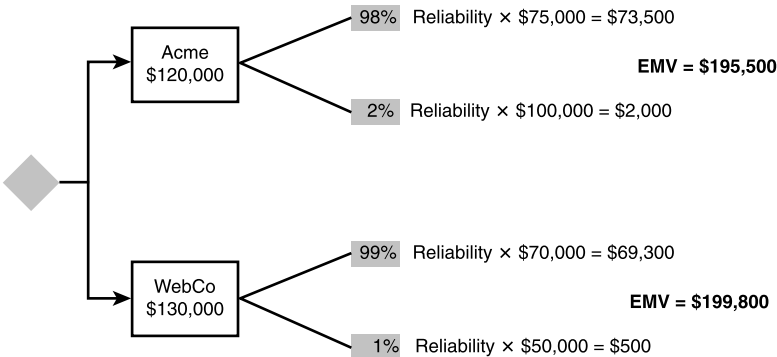 98% Reliability × $75,000 = $73,500
Acme
$120,000
EMV = $195,500
2% Reliability × $100,000 = $2,000
99% Reliability × $70,000 = $69,300
WebCo
$130,000
EMV = $199,800
1% Reliability × $50,000 = $500